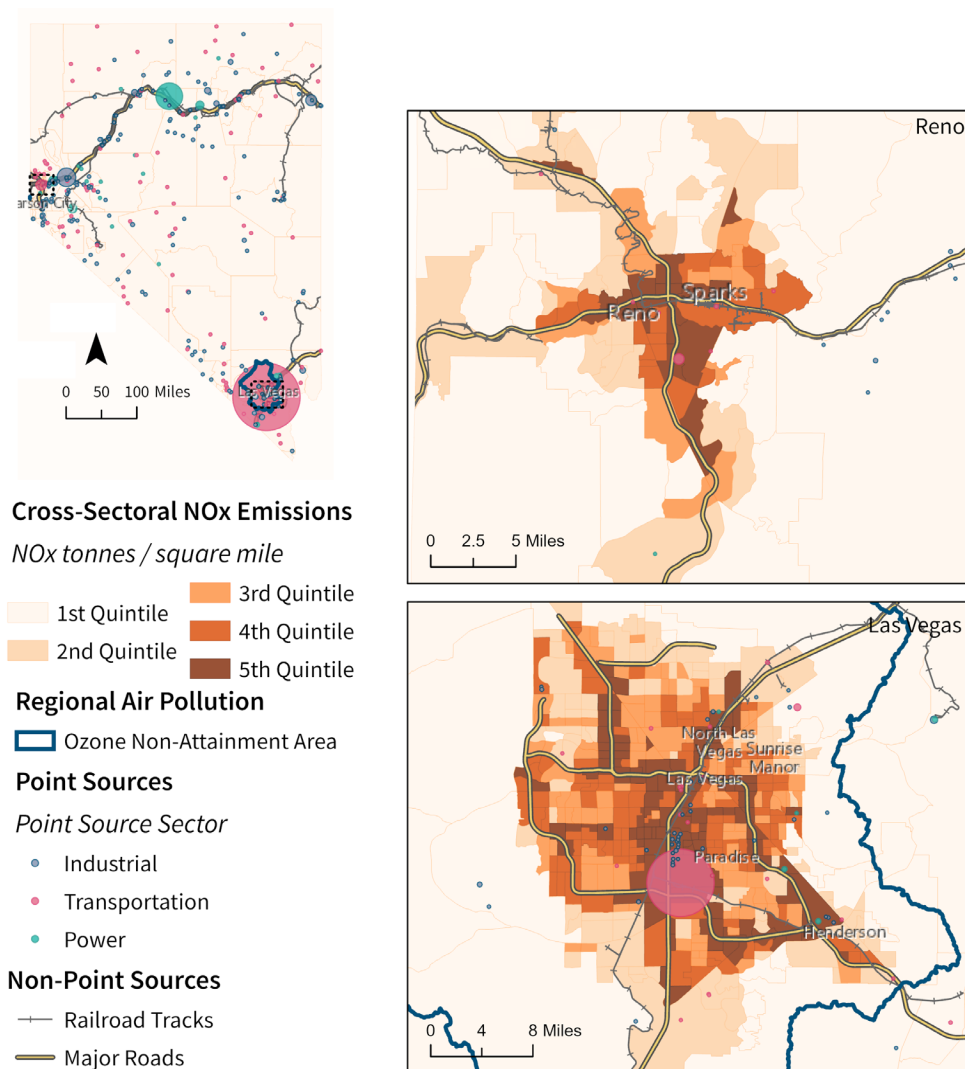 arson City
Las Vegas
0 50 100 Miles
Cross-Sectoral NOx Emissions
NOx tonnes / square mile
1st Quintile
2nd Quintile
3rd Quintile
4th Quintile
5th Quintile
Regional Air Pollution
Ozone Non-Attainment Area
Point Sources
Point Source Sector
Industrial
Transportation
Power
Non-Point Sources
Railroad Tracks
Major Roads
Reno
Sparks
Reno
0 2.5 5 Miles
Las Vegas
North Las
Vegas
Sunrise
Manor
Las Vegas
Paradise
Henderson
0 4 8 Miles